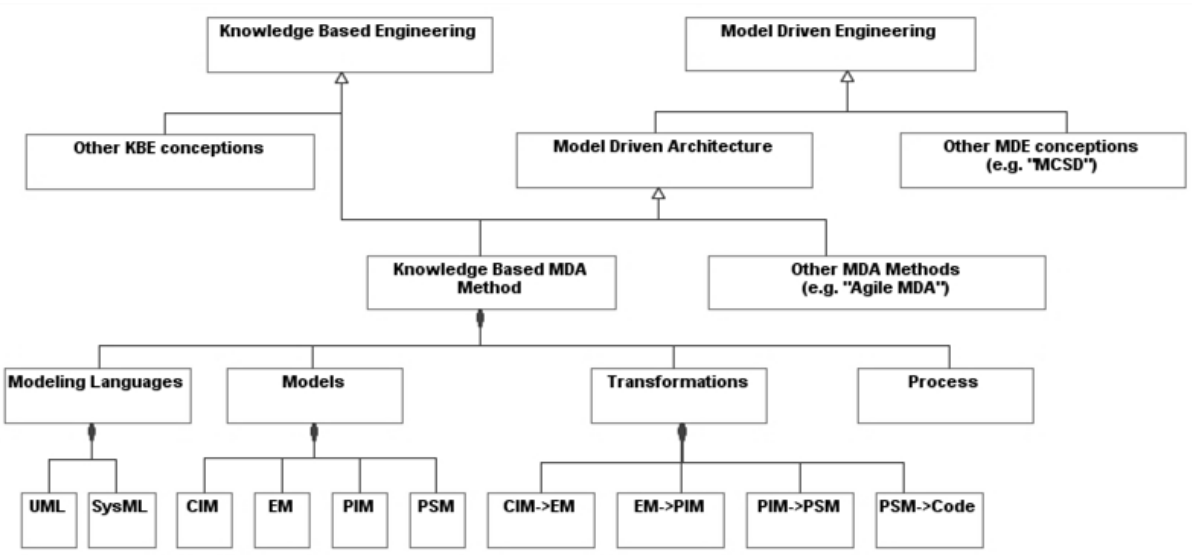 Knowledge Based Engineering
Model Driven Engineering
Other KBE conceptions
Model Driven Architecture
Other MDE conceptions
(e.g. "MCSD")
Knowledge Based MDA
Method
Other MDA Methods
(e.g. "Agile MDA")
Modeling Languages
Models
Transformations
Process
UML
SysML
CIM
EM
PIM
PSM
CIM->EM
EM->PIM
PIM->PSM
PSM->Code